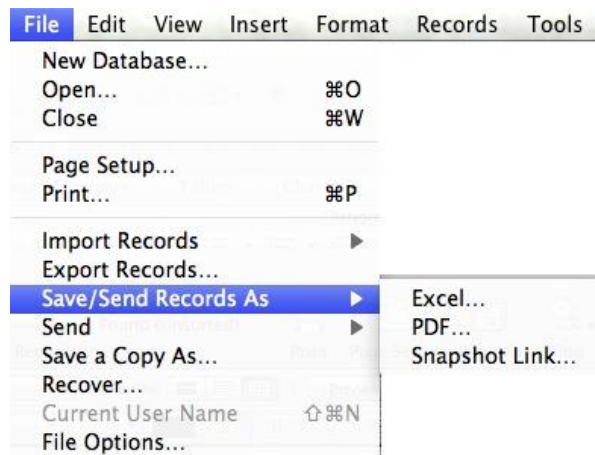 File Edit View Insert Format Records Tools
New Database...
Open... ⌘O
Close ⌘W
Page Setup...
Print... ⌘P
Import Records ▶
Export Records...
Save/Send Records As ▶ Excel...
Send ▶ PDF...
Save a Copy As... Snapshot Link...
Recover...
Current User Name ⇧⌘N
File Options...